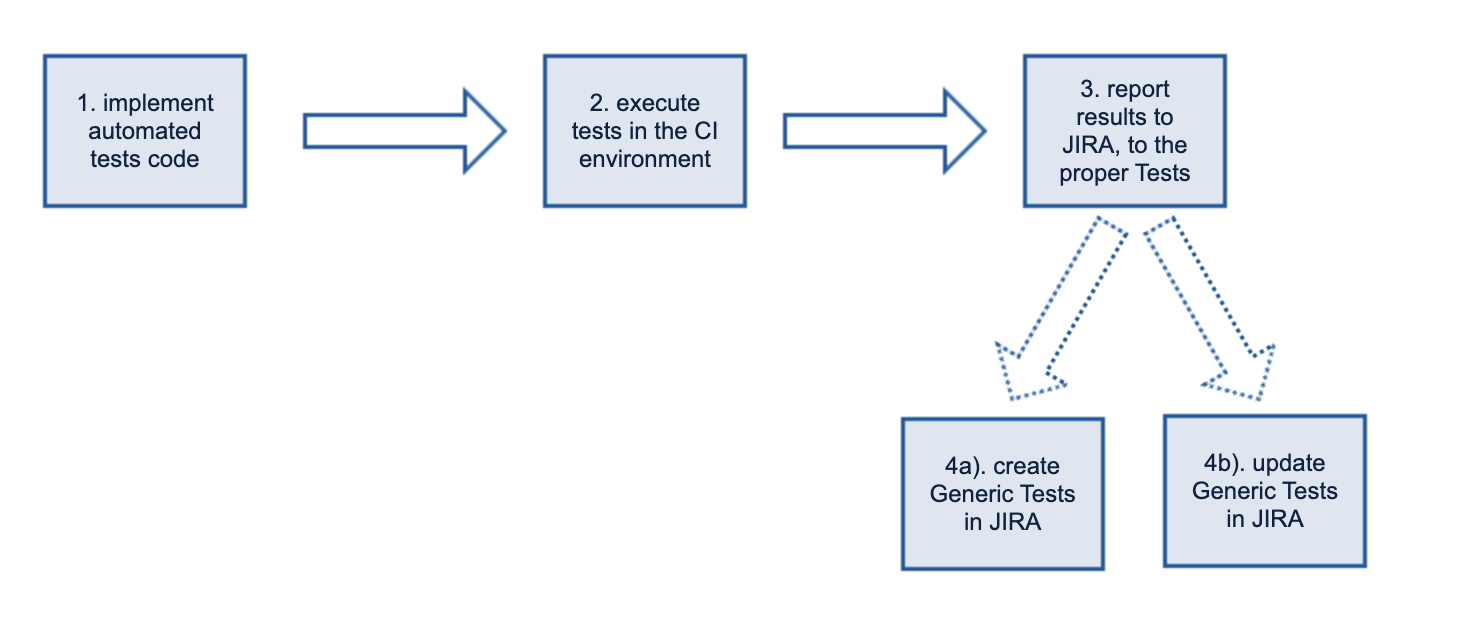 1. implement
automated
tests code
2. execute
tests in the CI
environment
3. report
results to
JIRA, to the
proper Tests
4a). create
Generic Tests
in JIRA
4b). update
Generic Tests
in JIRA